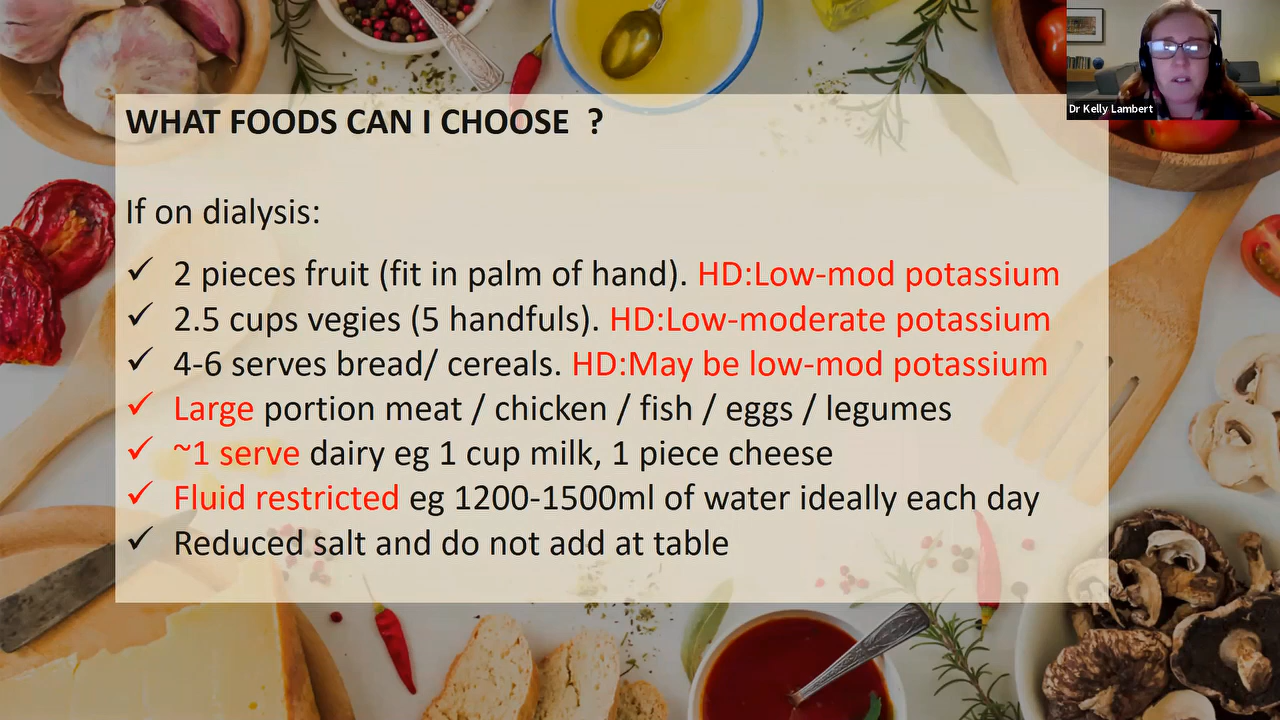 WHAT FOODS CAN I CHOOSE ?
If on dialysis:
✓ 2 pieces fruit (fit in palm of hand). HD:Low-mod potassium
✓ 2.5 cups vegies (5 handfuls). HD:Low-moderate potassium
✓ 4-6 serves bread/ cereals. HD:May be low-mod potassium
✓ Large portion meat / chicken / fish / eggs / legumes
✓ ~1 serve dairy eg 1 cup milk, 1 piece cheese
✓ Fluid restricted eg 1200-1500ml of water ideally each day
✓ Reduced salt and do not add at table
Dr Kelly Lambert